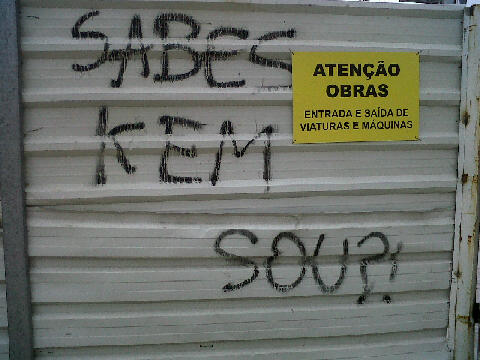 SABES
KEM
SOU?!
ATENÇÃO
OBRAS
ENTRADA E SAÍDA DE
VIATURAS E MÁQUINAS